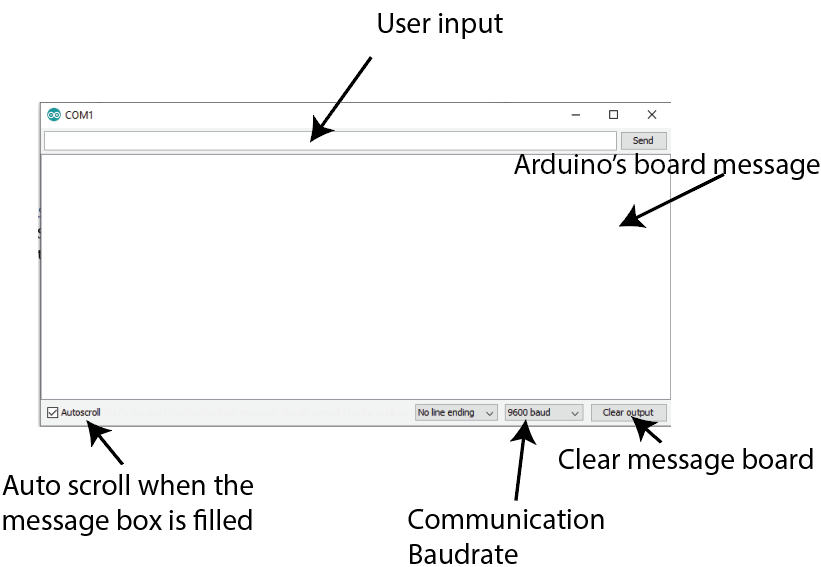 User input
COM1
Send
Arduino's board message
Autoscroll
No line ending
9600 baud
Clear output
Auto scroll when the
message box is filled
Clear message board
Communication
Baudrate